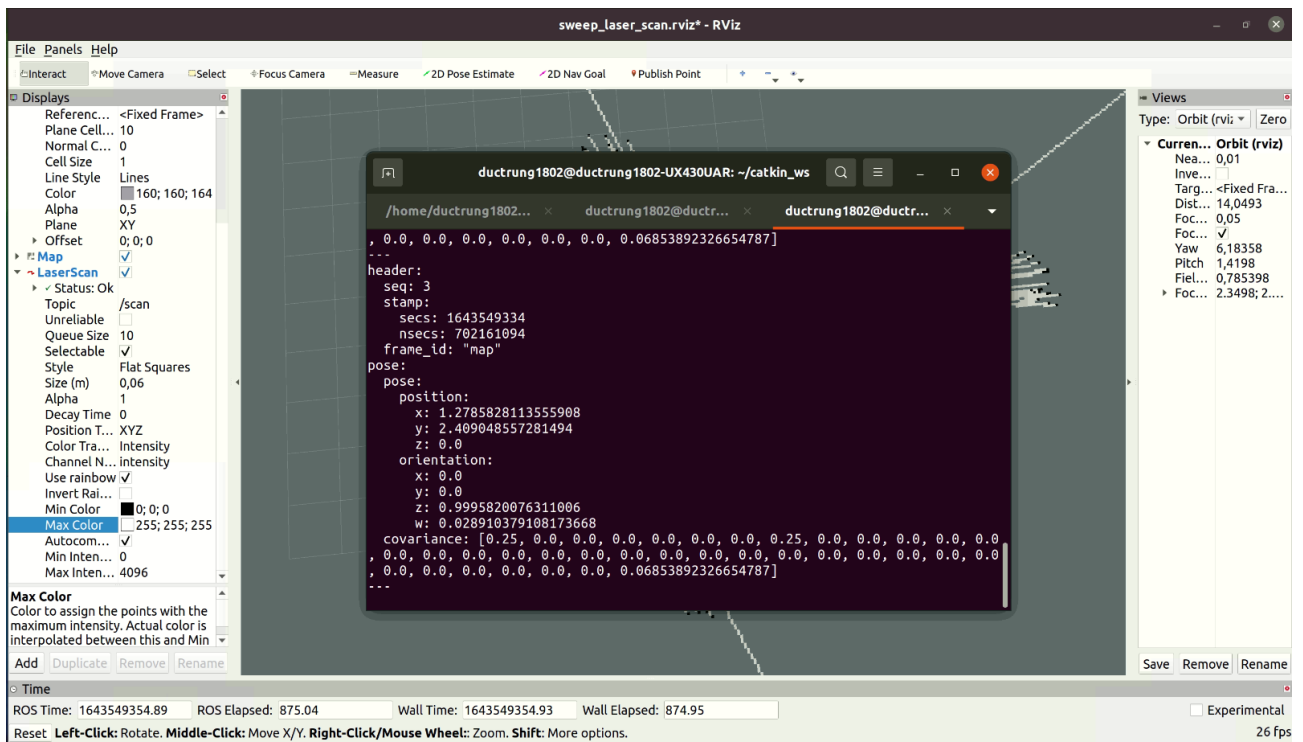 sweep_laser_scan.rviz* - RViz
File Panels Help
Interact Move Camera Select Focus Camera Measure 2D Pose Estimate 2D Nav Goal Publish Point
Displays
Referenc... <Fixed Frame>
Plane Cell... 10
Normal C... 0
Cell Size 1
Line Style Lines
Color 160; 160; 164
Alpha 0,5
Plane XY
Offset 0; 0; 0
Map
LaserScan
Status: Ok
Topic /scan
Unreliable
Queue Size 10
Selectable
Style Flat Squares
Size (m) 0,06
Alpha 1
Decay Time 0
Position T... XYZ
Color Tra... Intensity
Channel N... intensity
Use rainbow
Invert Rai...
Min Color 0; 0; 0
Max Color 255; 255; 255
Autocom...
Min Inten... 0
Max Inten... 4096
Max Color
Color to assign the points with the
maximum intensity. Actual color is
interpolated between this and Min
Add Duplicate Remove Rename
ductrung1802@ductrung1802-UX430UAR: ~/catkin_ws
/home/ductrung1802... ductrung1802@ductr... ductrung1802@ductr...
, 0.0, 0.0, 0.0, 0.0, 0.0, 0.0, 0.06853892326654787]
---
header:
seq: 3
stamp:
secs: 1643549334
nsecs: 702161094
frame_id: "map"
pose:
pose:
position:
x: 1.2785828113555908
y: 2.409048557281494
z: 0.0
orientation:
x: 0.0
y: 0.0
z: 0.9995820076311006
w: 0.028910379108173668
covariance: [0.25, 0.0, 0.0, 0.0, 0.0, 0.0, 0.0, 0.25, 0.0, 0.0, 0.0, 0.0, 0.0
, 0.0, 0.0, 0.0, 0.0, 0.0, 0.0, 0.0, 0.0, 0.0, 0.0, 0.0, 0.0, 0.0, 0.0, 0.0
, 0.0, 0.0, 0.0, 0.0, 0.0, 0.0, 0.06853892326654787]
---
Views
Type: Orbit (rviz Zero
Curren... Orbit (rviz)
Nea... 0,01
Inve...
Targ... <Fixed Fra...
Dist... 14,0493
Foc... 0,05
Foc...
Yaw 6,18358
Pitch 1,4198
Fiel... 0,785398
Foc... 2.3498; 2....
Save Remove Rename
Time
ROS Time: 1643549354.89 ROS Elapsed: 875.04 Wall Time: 1643549354.93 Wall Elapsed: 874.95 Experimental
Reset Left-Click: Rotate. Middle-Click: Move X/Y. Right-Click/Mouse Wheel:: Zoom. Shift: More options. 26 fps